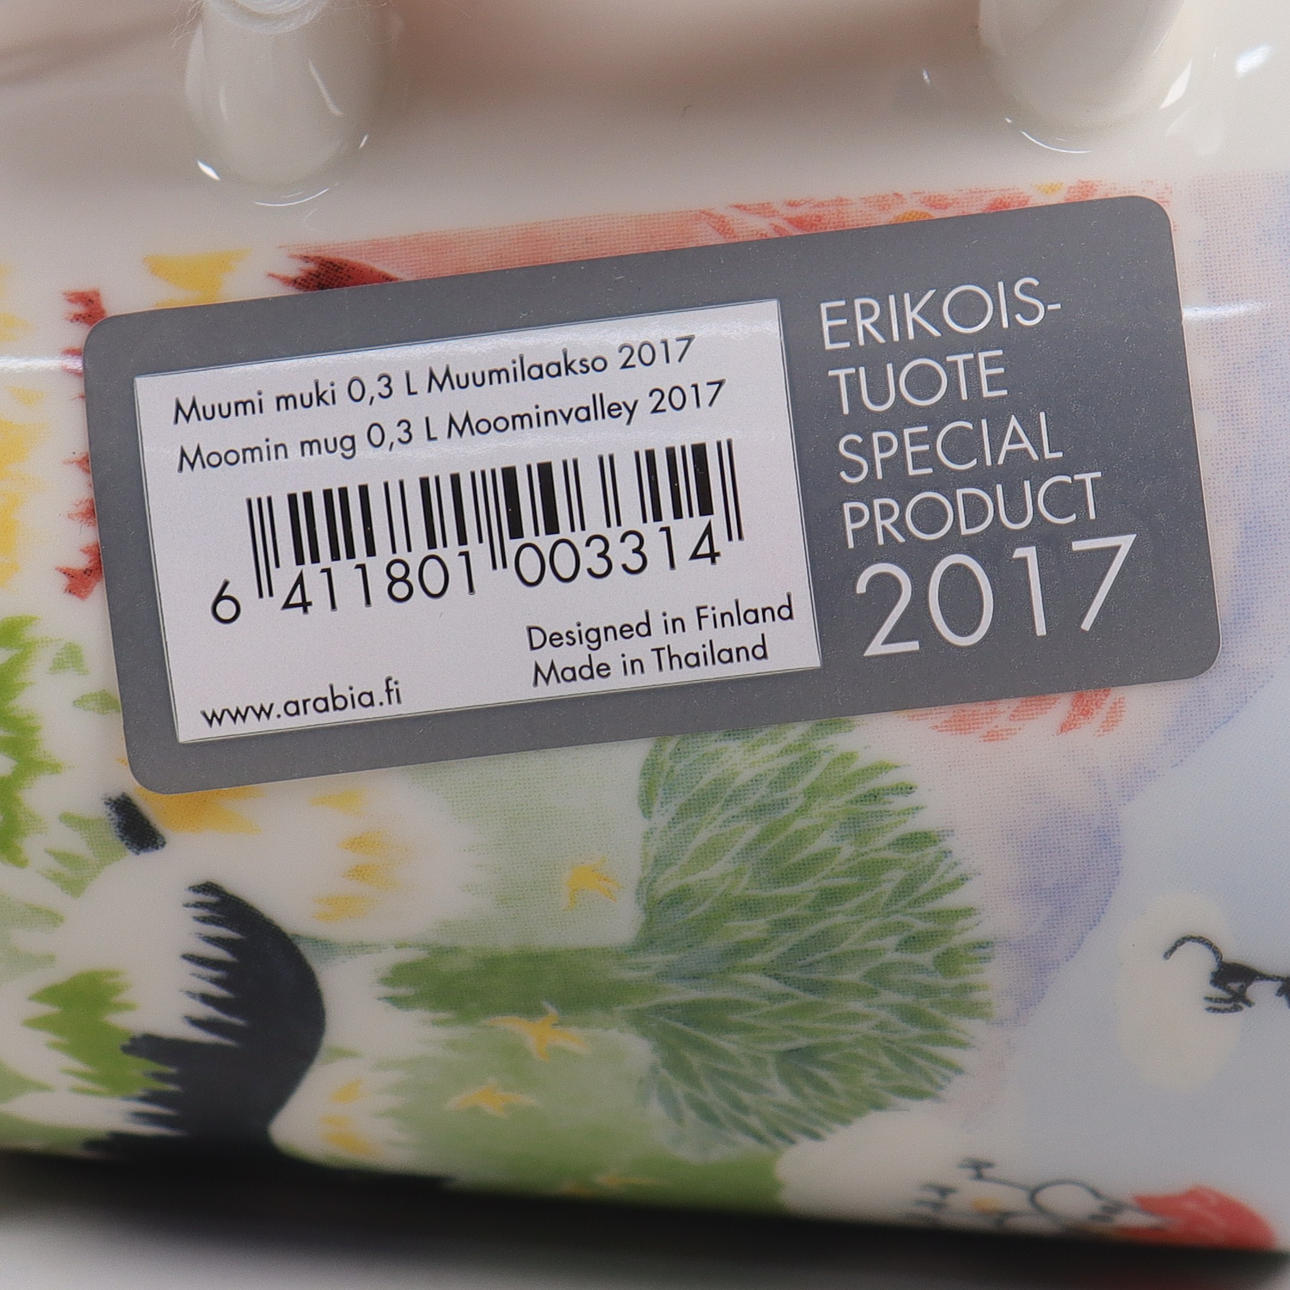 Muumi muki 0,3 L Muumilaakso 2017
Moomin mug 0,3 L Moominvalley 2017
6 411801 003314
Designed in Finland
Made in Thailand
www.arabia.fi
ERIKOIS-
TUOTE
SPECIAL
PRODUCT
2017